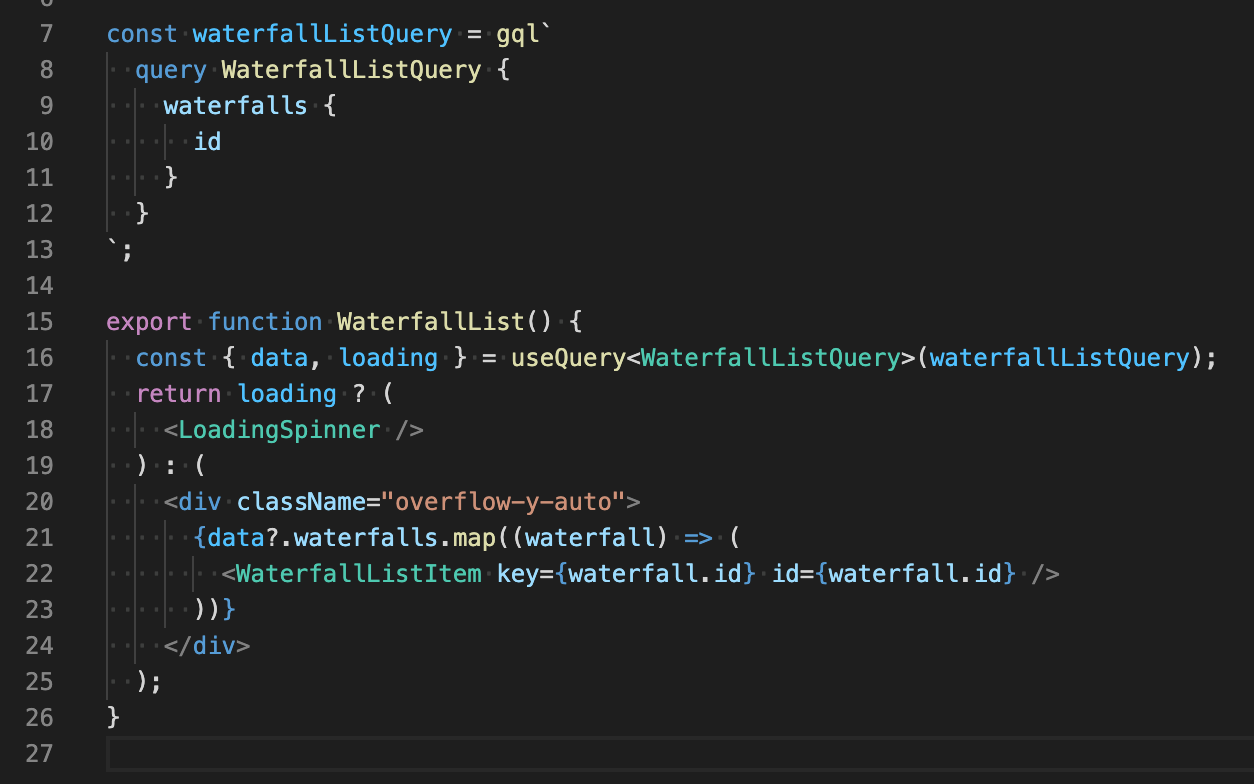 7 const waterfallListQuery = gql`
8   query WaterfallListQuery {
9     waterfalls {
10       id
11     }
12   }
13 `;
14
15 export function WaterfallList() {
16   const { data, loading } = useQuery<WaterfallListQuery>(waterfallListQuery);
17   return loading ? (
18     <LoadingSpinner />
19   ) : (
20     <div className="overflow-y-auto">
21       {data?.waterfalls.map((waterfall) => (
22         <WaterfallListItem key={waterfall.id} id={waterfall.id} />
23       ))}
24     </div>
25   );
26 }
27